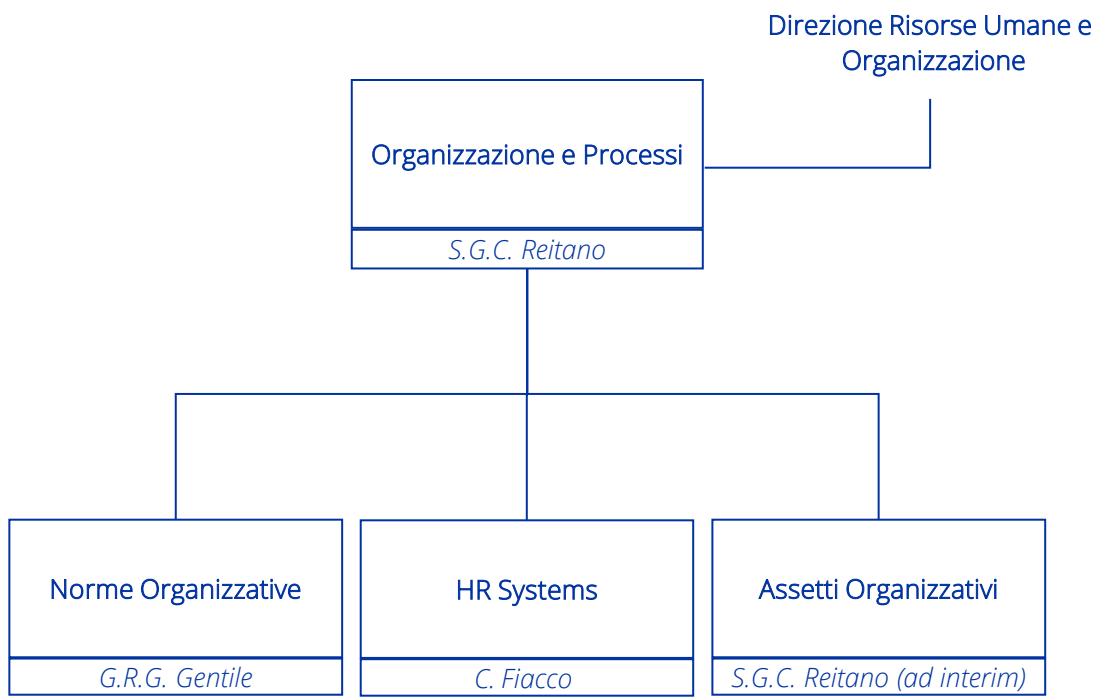 Direzione Risorse Umane e
Organizzazione
Organizzazione e Processi
S.G.C. Reitano
Norme Organizzative
G.R.G. Gentile
HR Systems
C. Fiacco
Assetti Organizzativi
S.G.C. Reitano (ad interim)